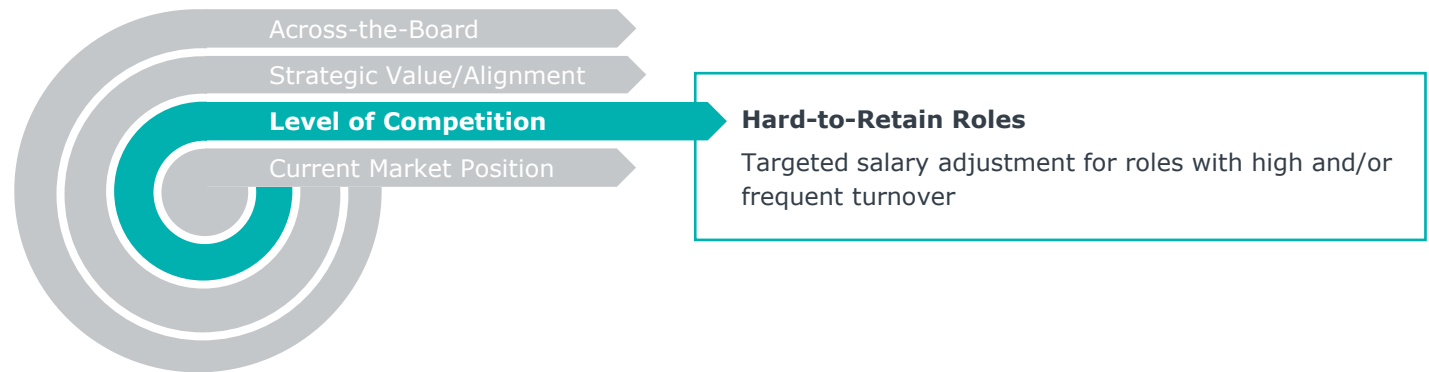 Across-the-Board
Strategic Value/Alignment
Level of Competition
Current Market Position
Hard-to-Retain Roles
Targeted salary adjustment for roles with high and/or
frequent turnover